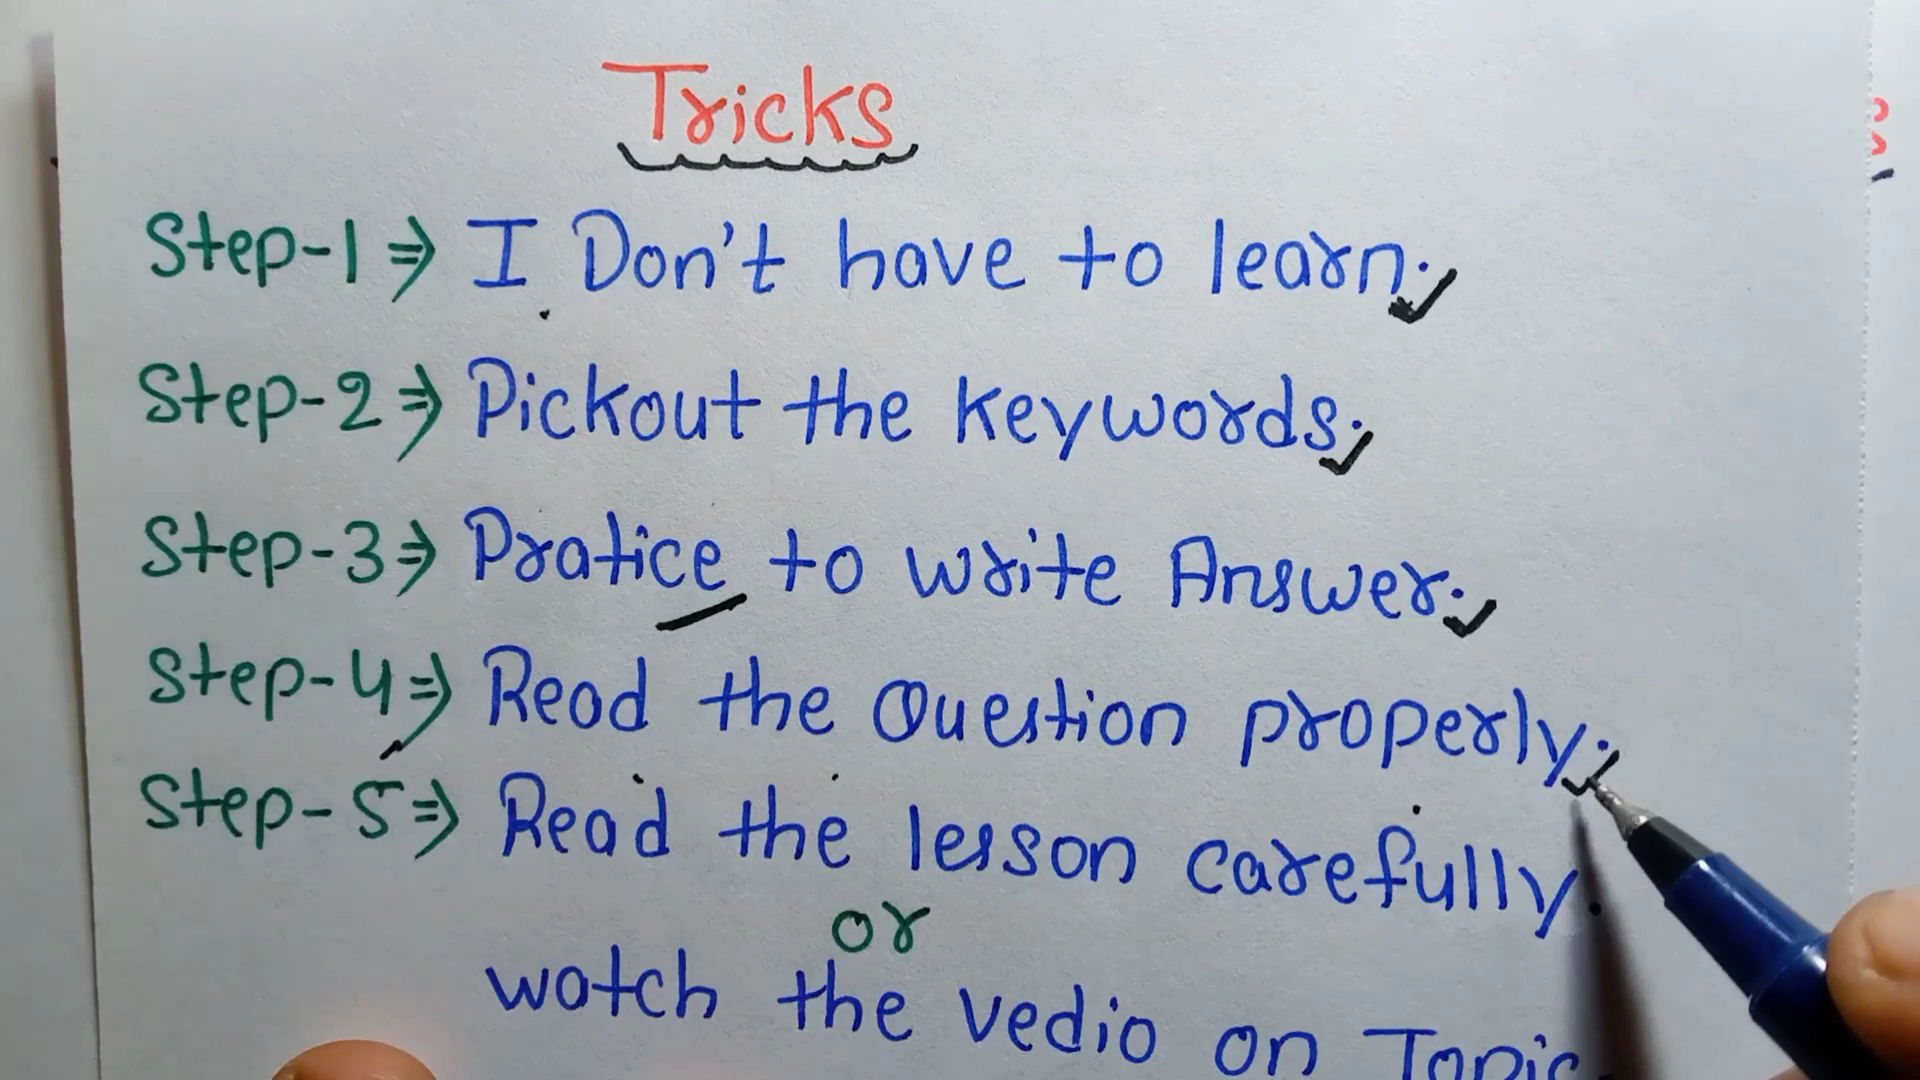 Tricks
Step-1 ⇒ I Don't have to learn.
Step-2 ⇒ Pickout the keywords.
Step-3 ⇒ Pratice to write Answer.
Step-4 ⇒ Read the Question properly.
Step-5 ⇒ Read the lesson carefully.
or
watch the vedio on Topic